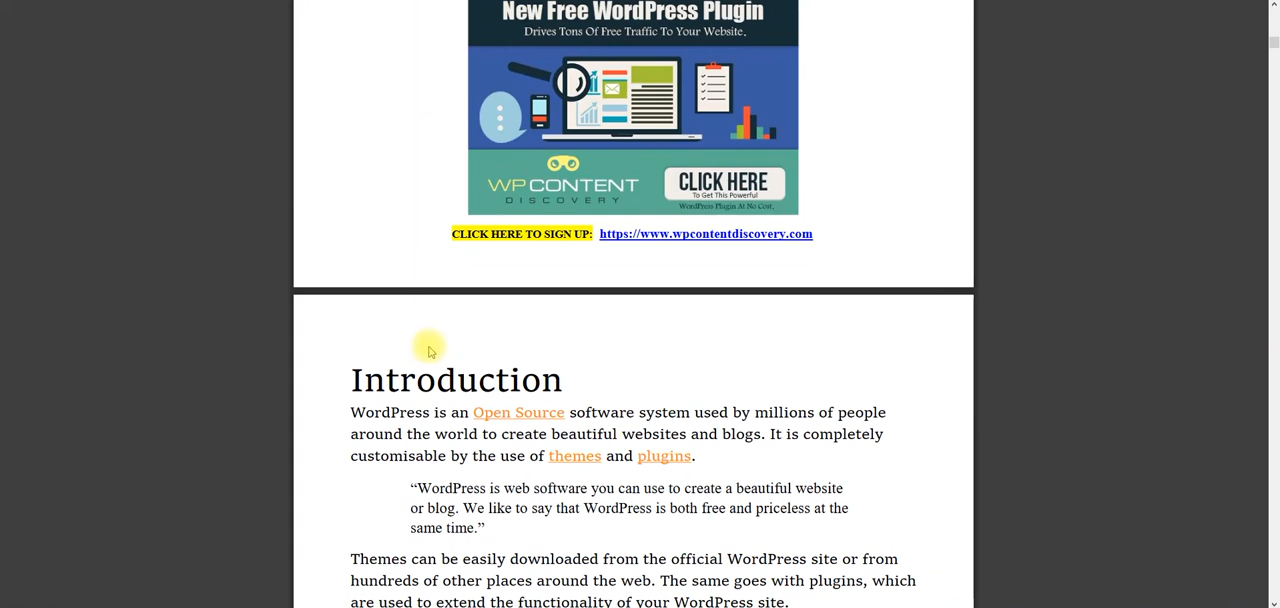 New Free WordPress Plugin
Drives Tons Of Free Traffic To Your Website.
WPCONTENT
DISCOVERY
CLICK HERE
To Get This Powerful
WordPress Plugin At No Cost.
CLICK HERE TO SIGN UP: https://www.wpcontentdiscovery.com
Introduction
WordPress is an Open Source software system used by millions of people
around the world to create beautiful websites and blogs. It is completely
customisable by the use of themes and plugins.
“WordPress is web software you can use to create a beautiful website
or blog. We like to say that WordPress is both free and priceless at the
same time.”
Themes can be easily downloaded from the official WordPress site or from
hundreds of other places around the web. The same goes with plugins, which
are used to extend the functionality of your WordPress site.